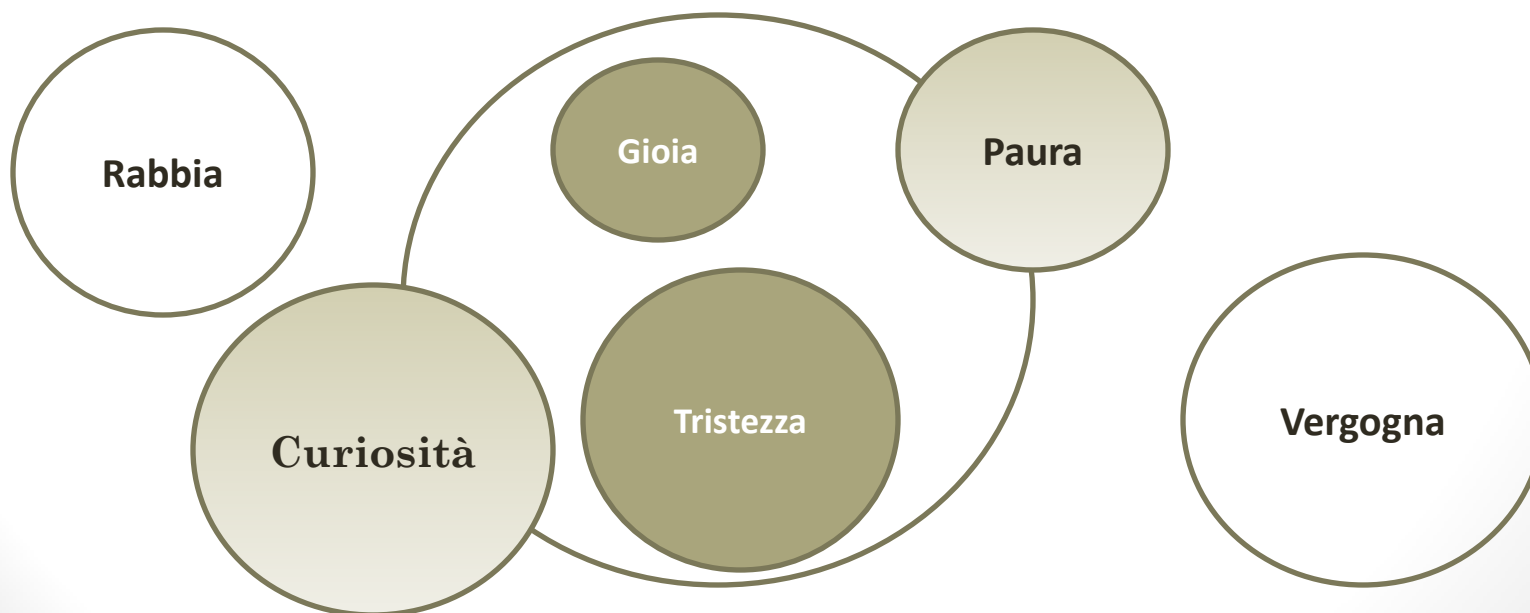 Rabbia
Gioia
Paura
Curiosità
Tristezza
Vergogna